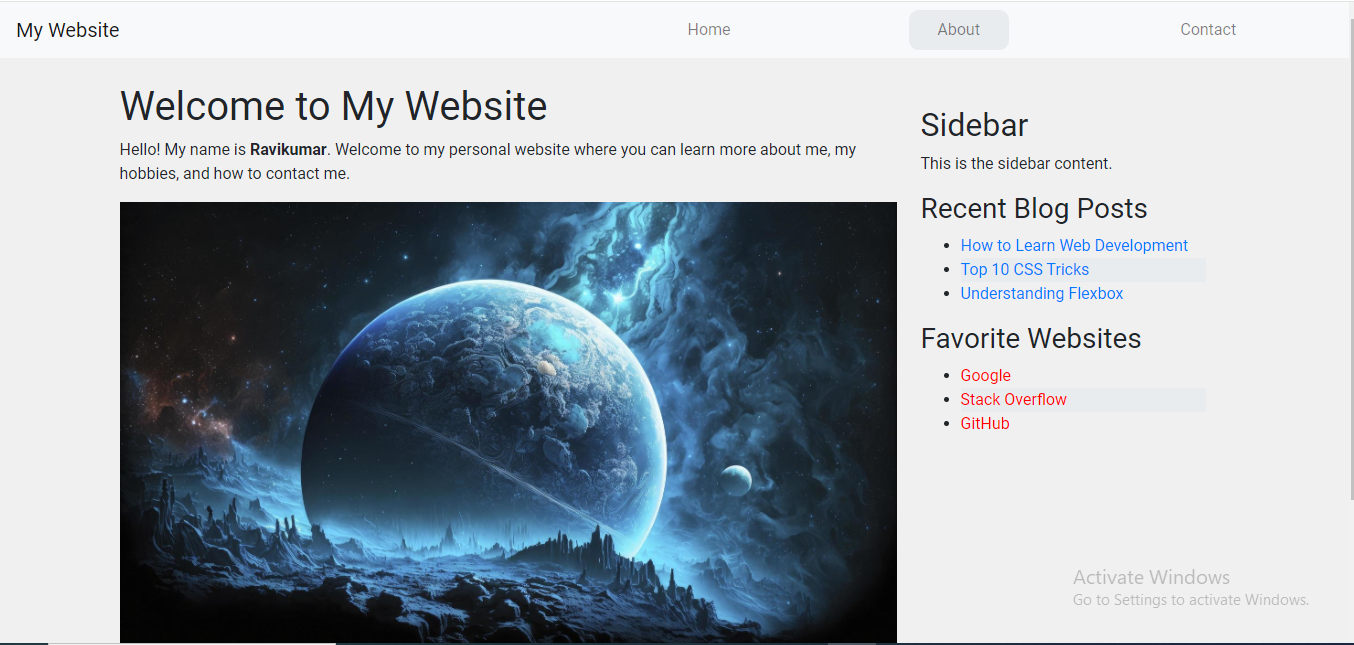 My Website
Home
About
Contact
Welcome to My Website
Hello! My name is Ravikumar. Welcome to my personal website where you can learn more about me, my
hobbies, and how to contact me.
Sidebar
This is the sidebar content.
Recent Blog Posts
How to Learn Web Development
Top 10 CSS Tricks
Understanding Flexbox
Favorite Websites
Google
Stack Overflow
GitHub
Activate Windows
Go to Settings to activate Windows.